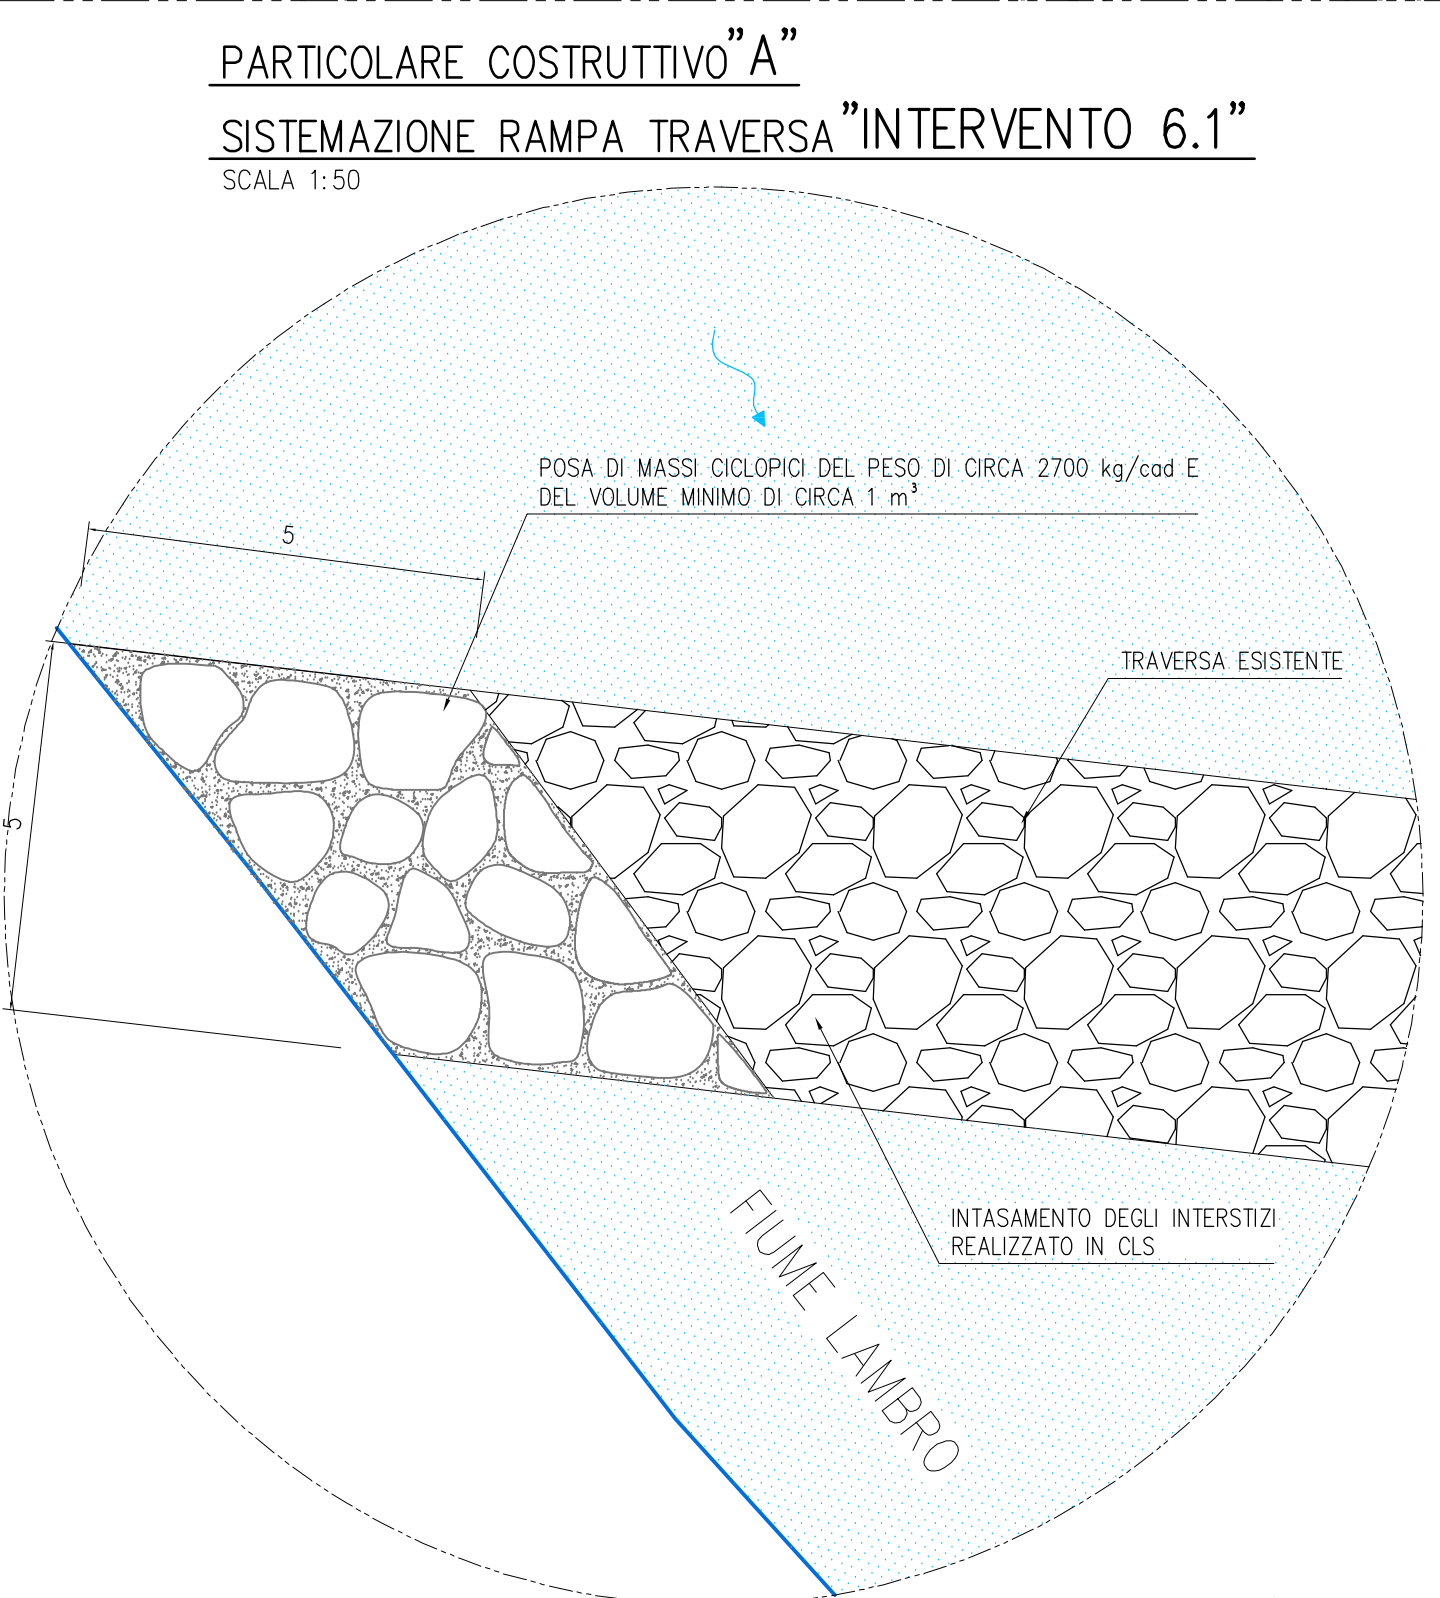 PARTICOLARE COSTRUTTIVO"A"
SISTEMAZIONE RAMPA TRAVERSA"INTERVENTO 6.1"
SCALA 1:50
POSA DI MASSI CICLOPICI DEL PESO DI CIRCA 2700 kg/cad E
DEL VOLUME MINIMO DI CIRCA 1 m³
5
TRAVERSA ESISTENTE
5
INTASAMENTO DEGLI INTERSTIZI
REALIZZATO IN CLS
FIUME LAMBRO